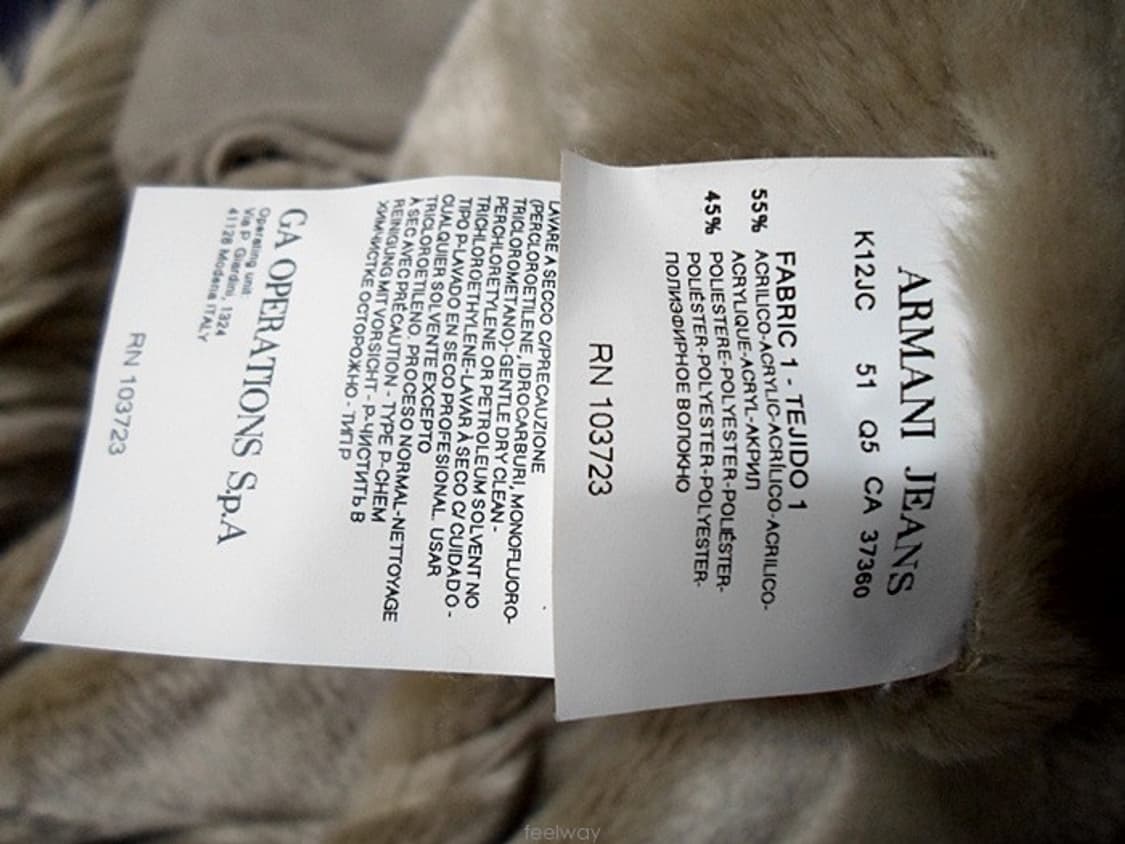 ARMANI JEANS
K12JC 51 Q5 CA 37360
FABRIC 1 - TEJIDO 1
55% ACRILICO-ACRYLIC-ACRÍLICO-ACRILICO-
ACRYLIQUE-ACRYL-АКРИЛ
45% POLIESTERE-POLYESTER-POLIÉSTER-
POLIÉSTER-POLYESTER-POLYESTER-
ПОЛИЭФИРНОЕ ВОЛОКНО
RN 103723
LAVARE A SECCO C/PRECAUZIONE
(PERCLOROETILENE, IDROCARBURI, MONOFLUORO-
TRICLOROMETANO)-GENTLE DRY CLEAN -
PERCHLORETYLENE OR PETROLEUM SOLVENT NO
TRICHLOROETHYLENE-LAVAR À SECO C/ CUIDADO -
TIPO P-LAVADO EN SECO PROFESIONAL. USAR
CUALQUIER SOLVENTE EXCEPTO
TRICLOROETILENO. PROCESO NORMAL-NETTOYAGE
À SEC AVEC PRÉCAUTION - TYPE P-CHEM
REINIGUNG MIT VORSICHT - P-ЧИСТИТЬ В
ХИМЧИСТКЕ ОСТОРОЖНО - ТИП P
GA OPERATIONS S.p.A
Operating unit:
Via P. Giardini, 1324
41126 Modena ITALY
RN 103723
feelway